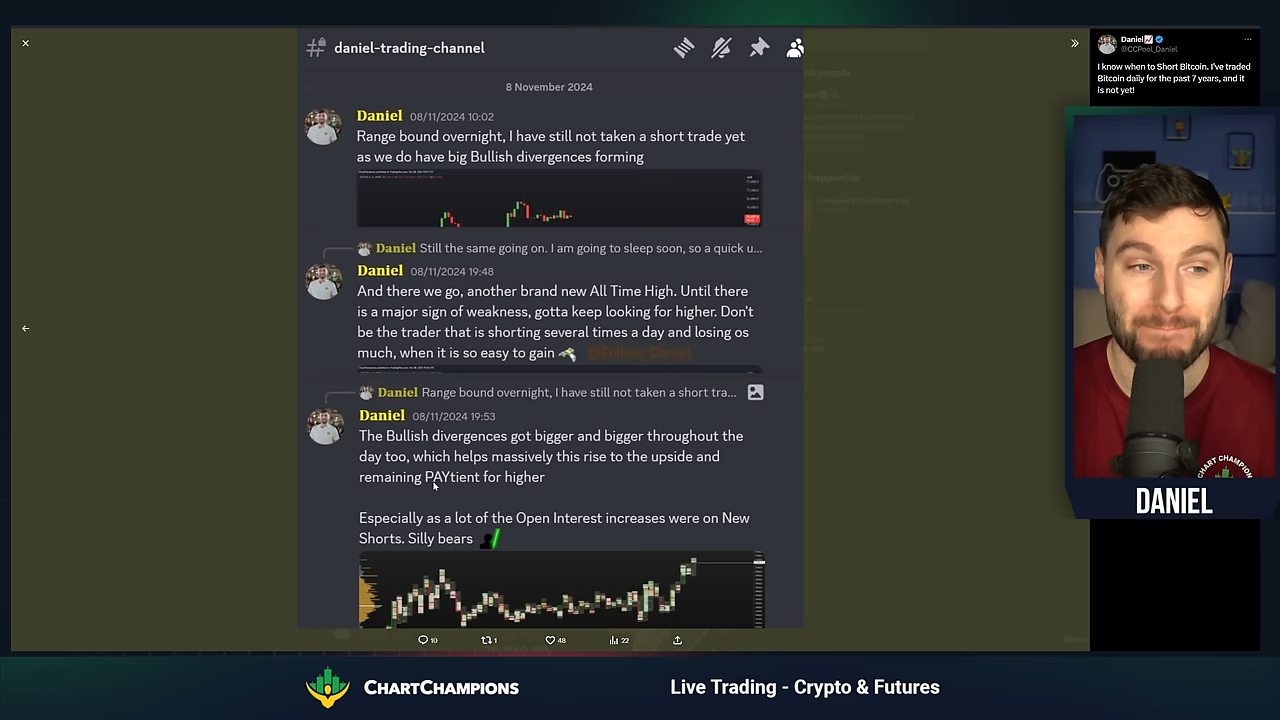 daniel-trading-channel
8 November 2024
Daniel 08/11/2024 10:02
Range bound overnight, I have still not taken a short trade yet
as we do have big Bullish divergences forming
Daniel Still the same going on. I am going to sleep soon, so a quick u...
Daniel 08/11/2024 19:48
And there we go, another brand new All Time High. Until there
is a major sign of weakness, gotta keep looking for higher. Don't
be the trader that is shorting several times a day and losing os
much, when it is so easy to gain @Follow Daniel
Daniel Range bound overnight, I have still not taken a short tra...
Daniel 08/11/2024 19:53
The Bullish divergences got bigger and bigger throughout the
day too, which helps massively this rise to the upside and
remaining PAYtient for higher
Especially as a lot of the Open Interest increases were on New
Shorts. Silly bears
10 1 48 22
Daniel
@CCPool_Daniel
I know when to Short Bitcoin. I've traded
Bitcoin daily for the past 7 years, and it
is not yet!
CHART CHAMPION
DANIEL
CHARTCHAMPIONS
Live Trading - Crypto & Futures